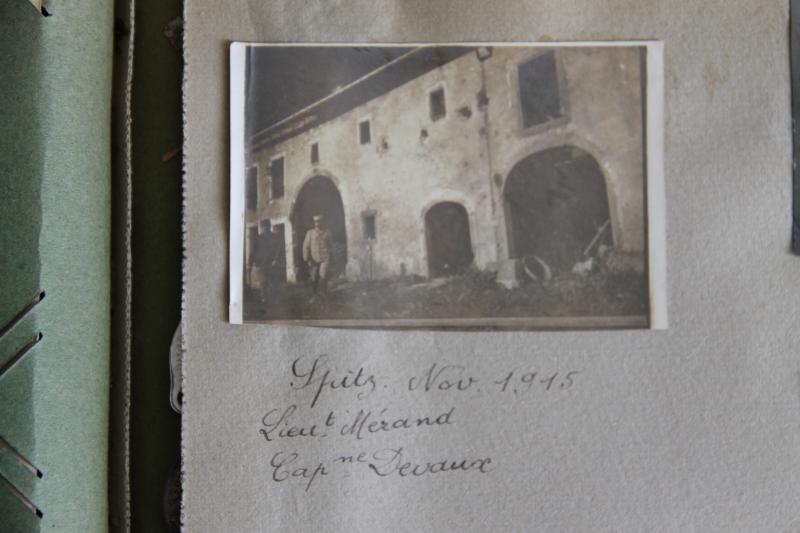 Spitz. Nov. 1915
Lieut. Mérand
Capne Devaux